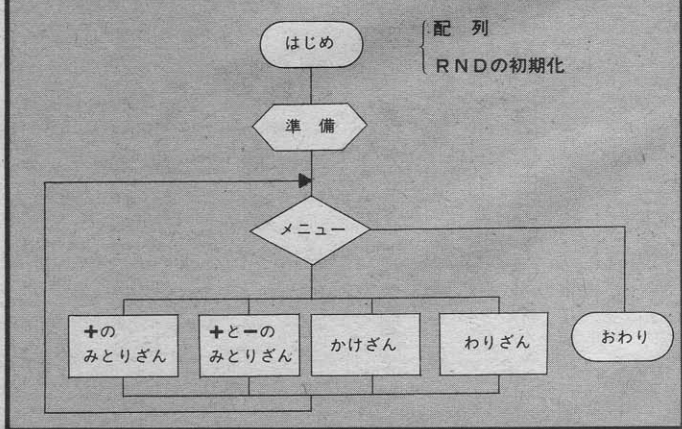 はじめ
配 列
RNDの初期化
準 備
メニュー
+の
みとりざん
+とーの
みとりざん
かけざん
わりざん
おわり